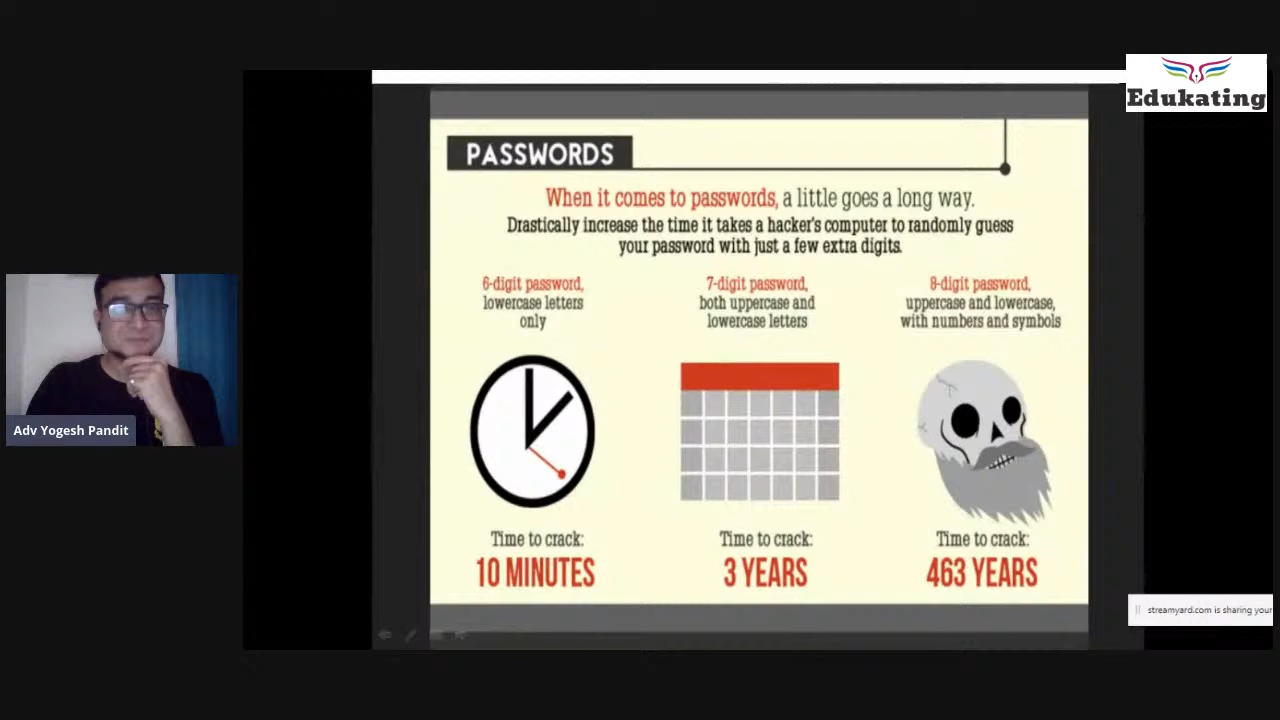 Edukating
PASSWORDS
When it comes to passwords, a little goes a long way.
Drastically increase the time it takes a hacker's computer to randomly guess
your password with just a few extra digits.
6-digit password,
lowercase letters
only
7-digit password,
both uppercase and
lowercase letters
8-digit password,
uppercase and lowercase,
with numbers and symbols
Time to crack:
10 MINUTES
Time to crack:
3 YEARS
Time to crack:
463 YEARS
Adv Yogesh Pandit
streamyard.com is sharing your